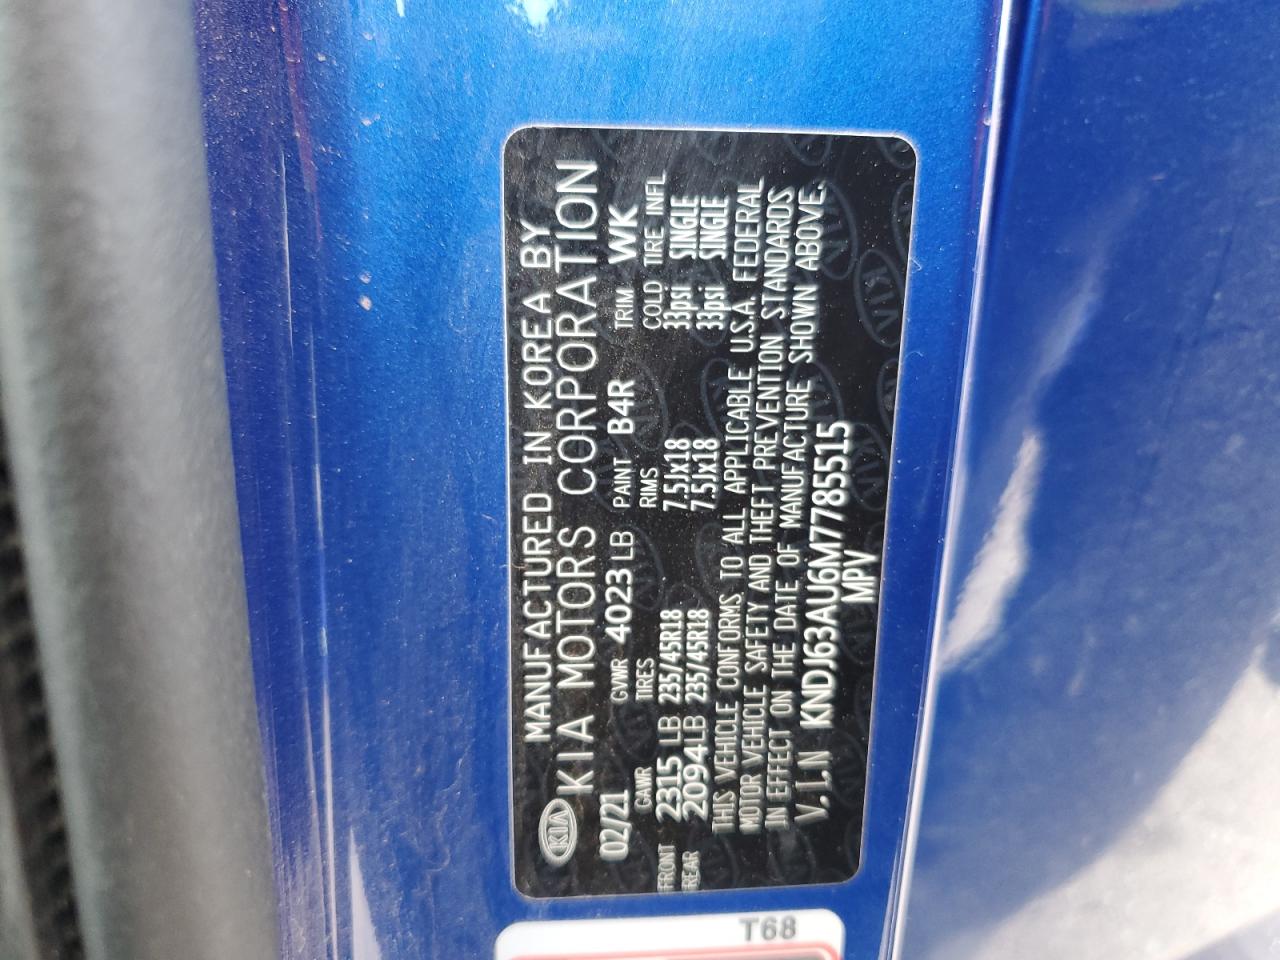 MANUFACTURED IN KOREA BY
KIA KIA MOTORS CORPORATION
02/21 GVWR 4023 LB PAINT B4R TRIM WK
GAWR TIRES RIMS COLD TIRE INFL
FRONT 2315 LB 235/45R18 7.5Jx18 33psi SINGLE
REAR 2094 LB 235/45R18 7.5Jx18 33psi SINGLE
THIS VEHICLE CONFORMS TO ALL APPLICABLE U.S.A. FEDERAL
MOTOR VEHICLE SAFETY AND THEFT PREVENTION STANDARDS
IN EFFECT ON THE DATE OF MANUFACTURE SHOWN ABOVE.
V.I.N KNDJ63AU6M7785515
MPV
T68